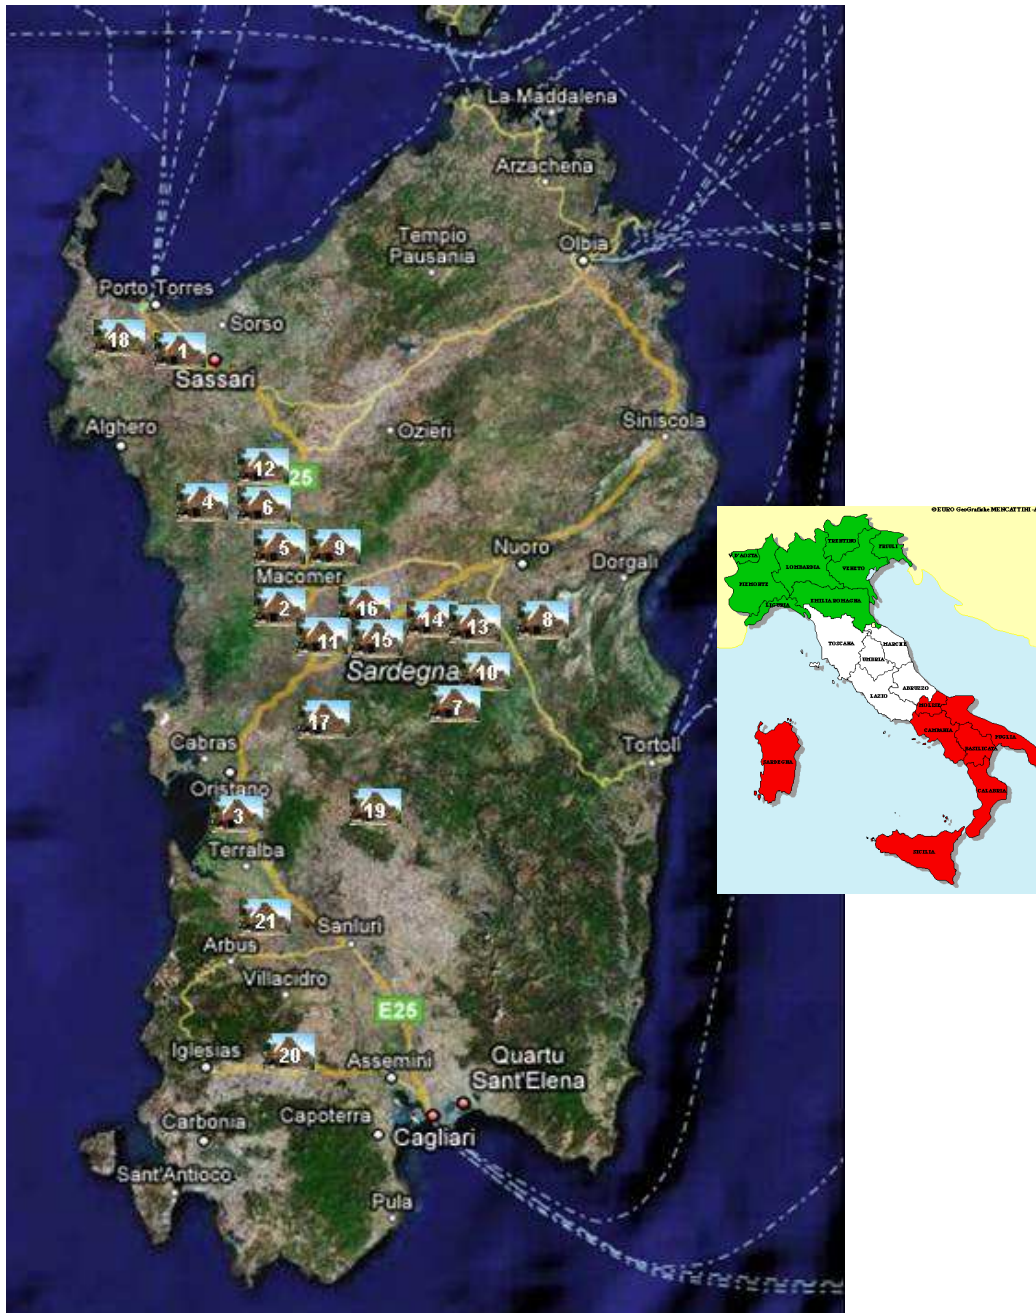 La Maddalena
Arzachena
Tempio
Pausania
Olbia
Porto Torres
Sorso
18
1
Sassari
Alghero
Ozieri
Siniscola
12
25
4
6
5
9
Nuoro
Dorgali
Macomer
2
16
14
13
8
11
15
Sardegna
10
7
17
Cabras
Tortolì
Oristano
3
19
Terralba
21
Sanluri
Arbus
Villacidro
E25
Iglesias
20
Assemini
Quartu
Sant'Elena
Carbonia
Capoterra
Cagliari
Sant'Antioco
Pula
TRENTINO
FRIULI
V.D'AOSTA
LOMBARDIA
VENETO
PIEMONTE
LIGURIA
EMILIA ROMAGNA
TOSCANA
MARCHE
UMBRIA
LAZIO
ABRUZZO
MOLISE
CAMPANIA
PUGLIA
BASILICATA
SARDEGNA
CALABRIA
SICILIA